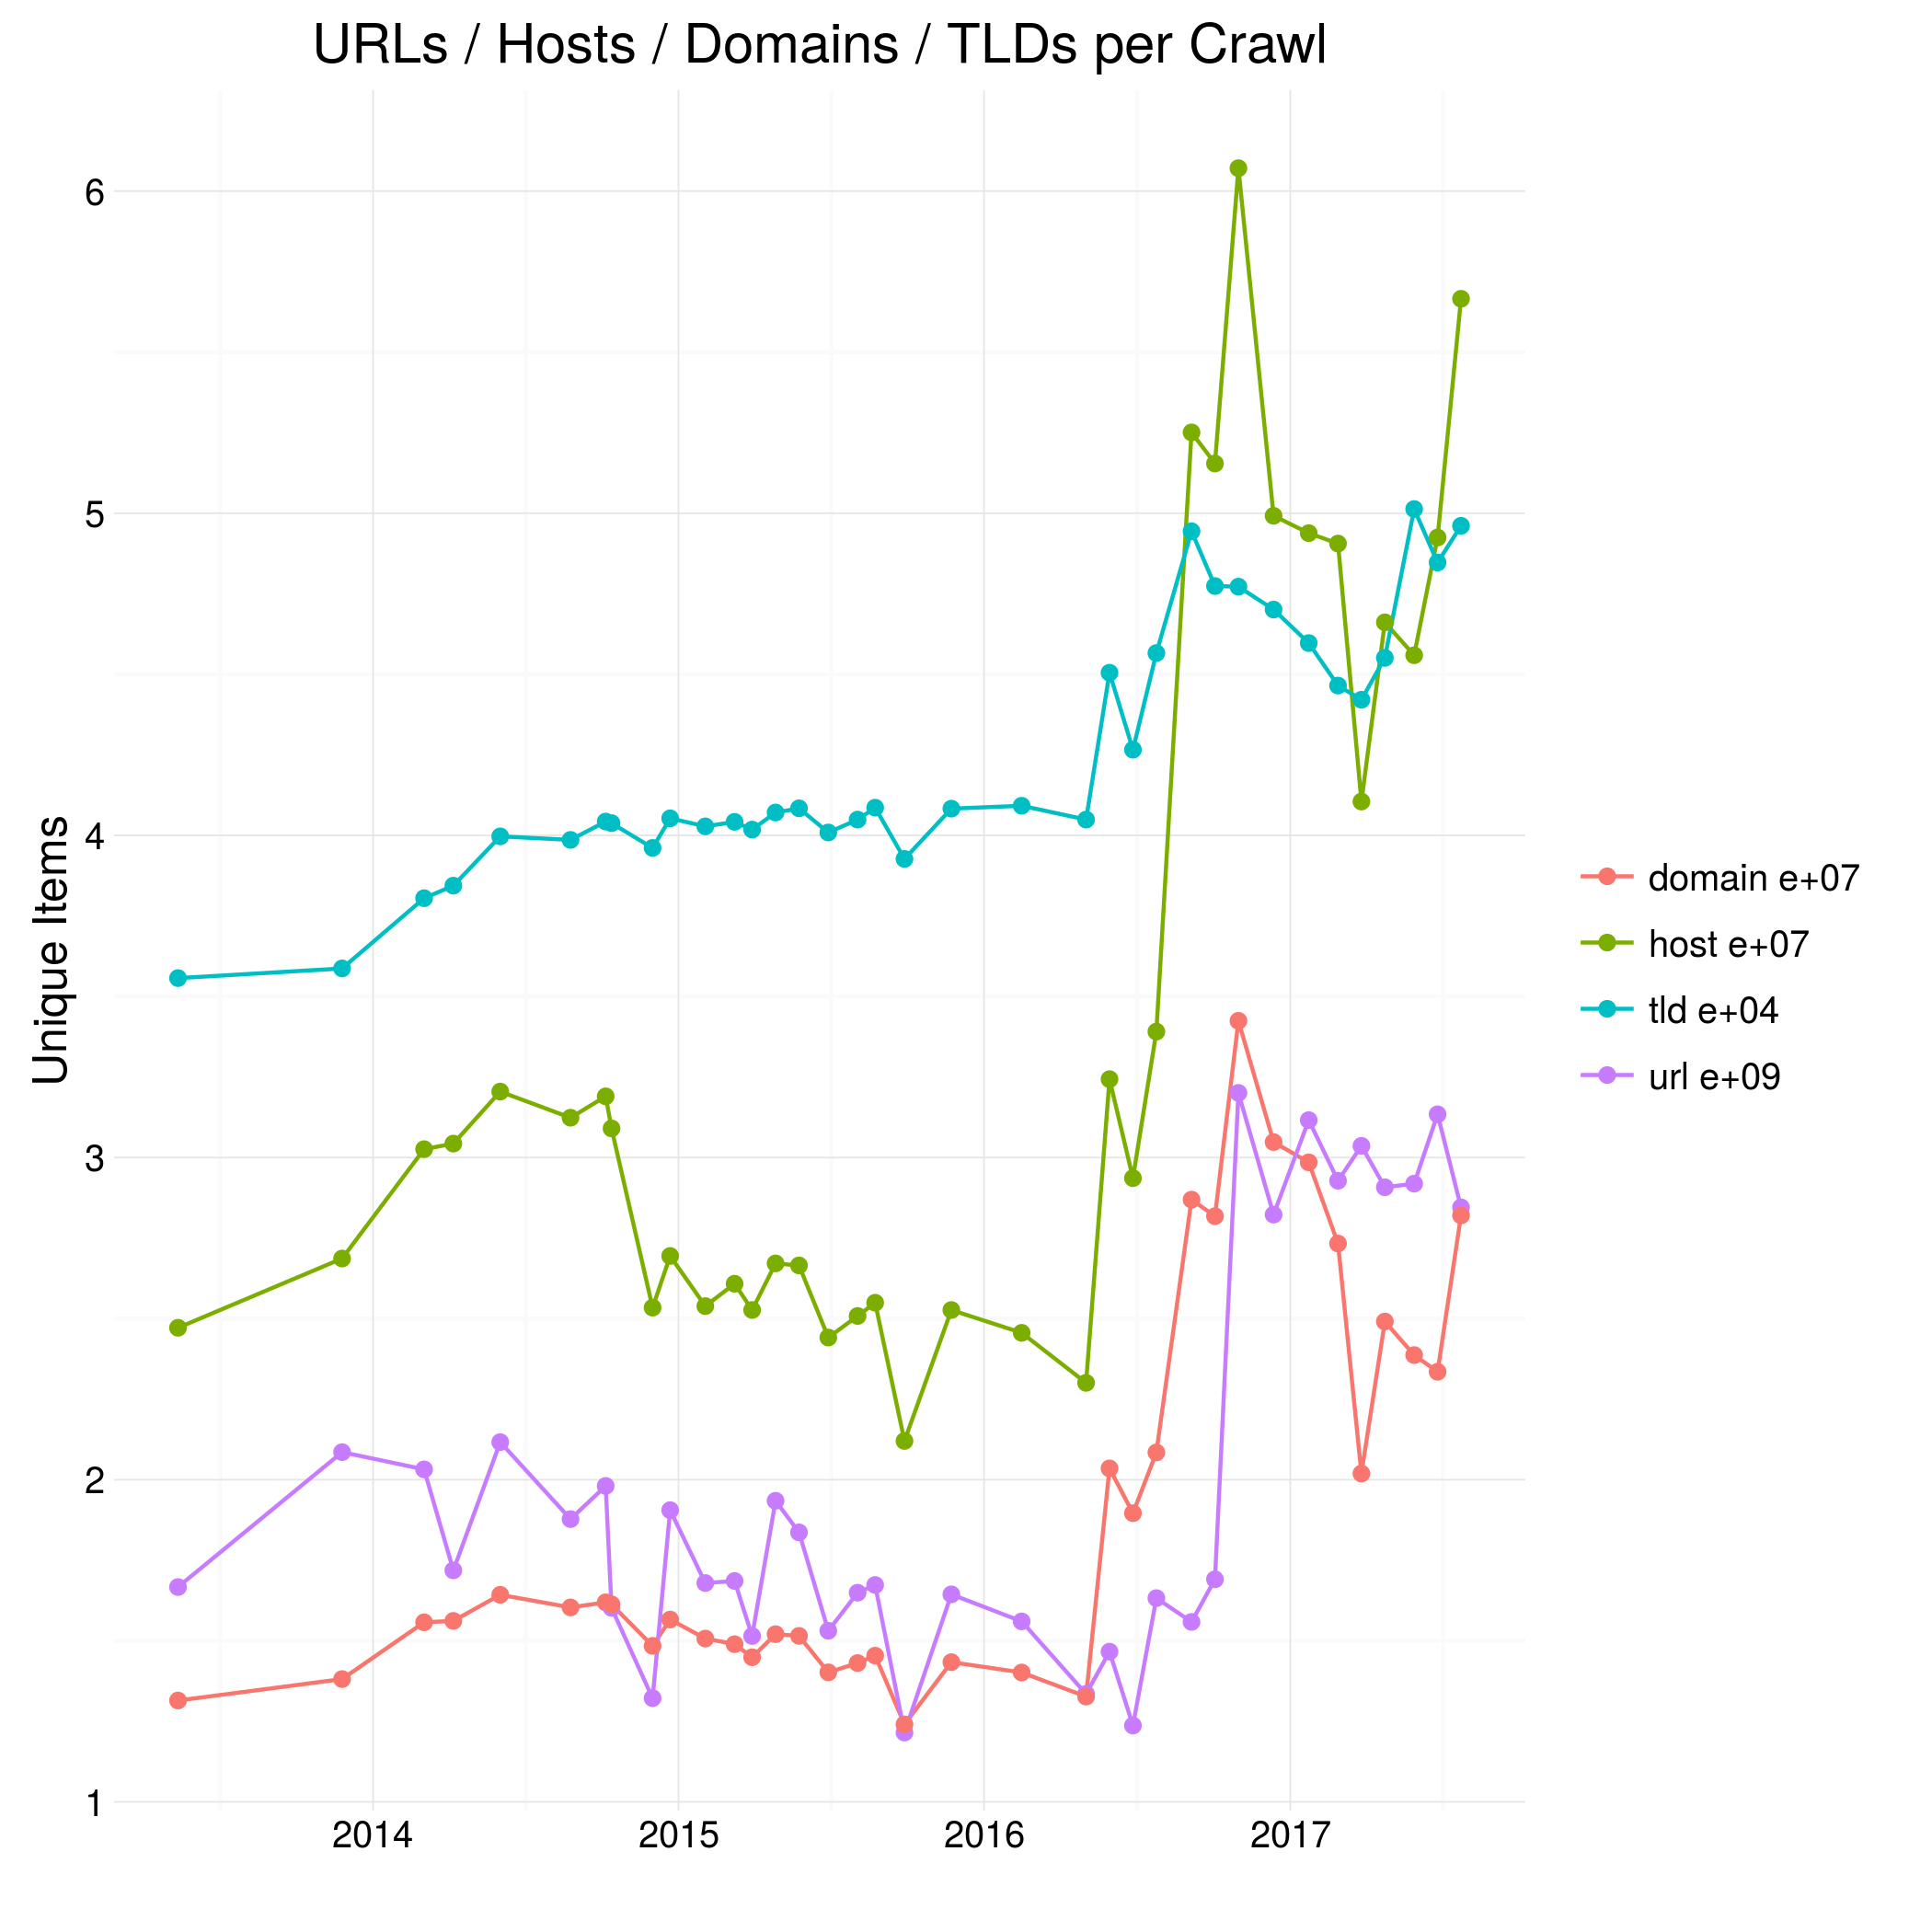 URLs / Hosts / Domains / TLDs per Crawl
Unique Items
6
5
4
3
2
1
2014 2015 2016 2017
domain e+07
host e+07
tld e+04
url e+09